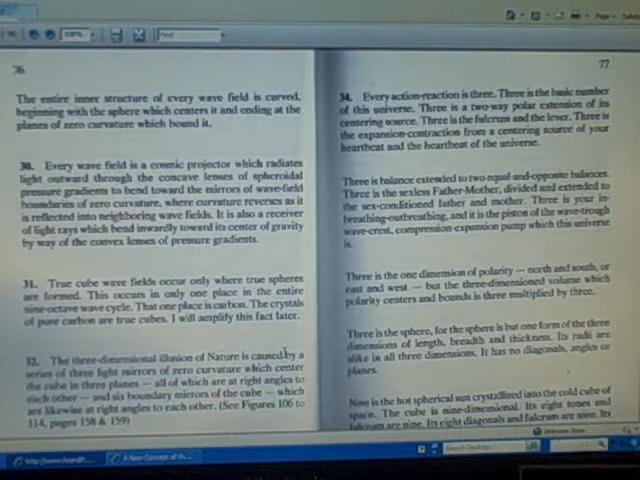 76
The entire inner structure of every wave field is curved,
beginning with the sphere which centers it and ending at the
planes of zero curvature which bound it.
30. Every wave field is a cosmic projector which radiates
light outward through the concave lenses of spheroidal
pressure gradients to bend toward the mirrors of wave-field
boundaries of zero curvature, where curvature reverses as it
is reflected into neighboring wave fields. It is also a receiver
of light rays which bend inwardly toward its center of gravity
by way of the convex lenses of pressure gradients.
31. True cube wave fields occur only where true spheres
are formed. This occurs in only one place in the entire
nine-octave wave cycle. That one place is carbon. The crystals
of pure carbon are true cubes. I will amplify this fact later.
32. The three-dimensional illusion of Nature is caused by a
series of three light mirrors of zero curvature which center
the cube in three planes — all of which are at right angles to
each other — and six boundary mirrors of the cube — which
are likewise at right angles to each other. (See Figures 106 to
114, pages 158 & 159)
77
34. Every action-reaction is three. Three is the basic number
of this universe. Three is a two-way polar extension of its
centering source. Three is the fulcrum and the lever. Three is
the expansion-contraction from a centering source of your
heartbeat and the heartbeat of the universe.
Three is balance extended to two equal-and-opposite balances.
Three is the sexless Father-Mother, divided and extended to
the sex-conditioned father and mother. Three is your in-
breathing-outbreathing, and it is the piston of the wave-trough
wave-crest, compression-expansion pump which this universe
is.
Three is the one dimension of polarity — north and south, or
east and west — but the three-dimensioned volume which
polarity centers and bounds is three multiplied by three.
Three is the sphere, for the sphere is but one form of the three
dimensions of length, breadth and thickness. Its radii are
alike in all three dimensions. It has no diagonals, angles or
planes.
Nine is the hot spherical sun crystallized into the cold cube of
space. The cube is nine-dimensional. Its eight tones and
fulcrum are nine. Its eight diagonals and fulcrum are nine. Its
Find
Page
Unknown Zone
A New Concept of th...